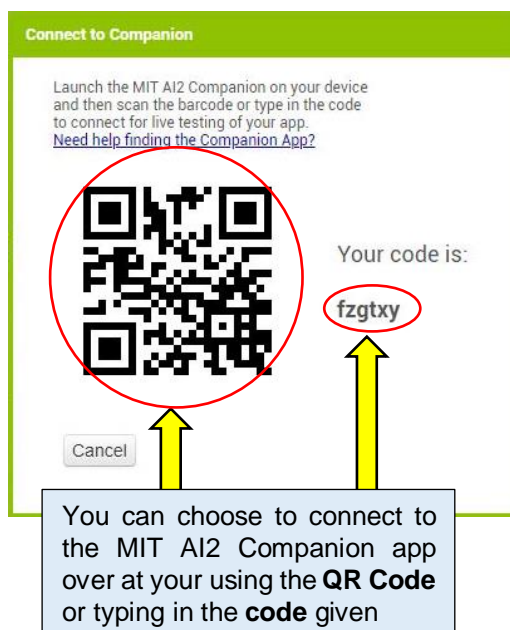 Connect to Companion
Launch the MIT AI2 Companion on your device
and then scan the barcode or type in the code
to connect for live testing of your app.
Need help finding the Companion App?
Your code is:
fzgtxy
Cancel
You can choose to connect to
the MIT AI2 Companion app
over at your using the QR Code
or typing in the code given